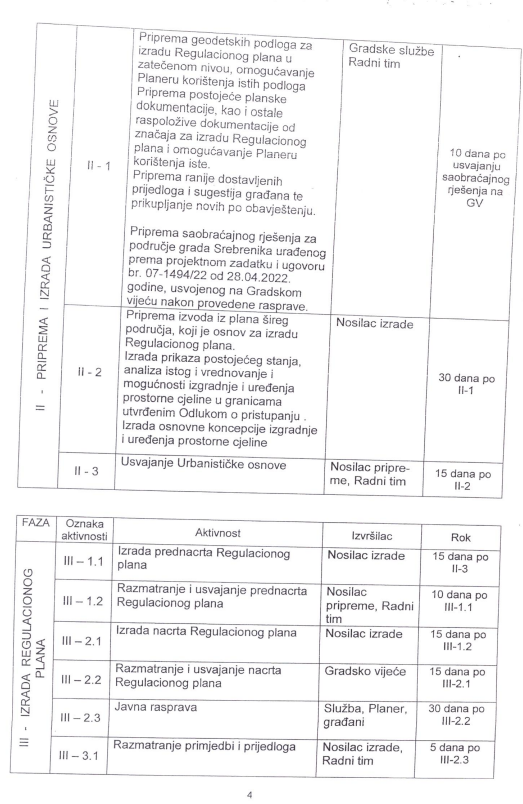 II - PRIPREMA I IZRADA URBANISTIČKE OSNOVE
II - 1
Priprema geodetskih podloga za
izradu Regulacionog plana u
zatečenom nivou, omogućavanje
Planeru korištenja istih podloga
Priprema postojeće planske
dokumentacije, kao i ostale
raspoložive dokumentacije od
značaja za izradu Regulacionog
plana i omogućavanje Planeru
korištenja iste.
Priprema ranije dostavljenih
prijedloga i sugestija građana te
prikupljanje novih po obavještenju.
Priprema saobraćajnog rješenja za
područje grada Srebrenika urađenog
prema projektnom zadatku i ugovoru
br. 07-1494/22 od 28.04.2022.
godine, usvojenog na Gradskom
vijeću nakon provedene rasprave.
Gradske službe
Radni tim
10 dana po
usvajanju
saobraćajnog
rješenja na
GV
II - 2
Priprema izvoda iz plana šireg
područja, koji je osnov za izradu
Regulacionog plana.
Izrada prikaza postojećeg stanja,
analiza istog i vrednovanje i
mogućnosti izgradnje i uređenja
prostorne cjeline u granicama
utvrđenim Odlukom o pristupanju .
Izrada osnovne koncepcije izgradnje
i uređenja prostorne cjeline
Nosilac izrade
30 dana po
II-1
II - 3
Usvajanje Urbanističke osnove
Nosilac pripre-
me, Radni tim
15 dana po
II-2
FAZA
Oznaka
aktivnosti
Aktivnost
Izvršilac
Rok
III - IZRADA REGULACIONOG
PLANA
III – 1.1
Izrada prednacrta Regulacionog
plana
Nosilac izrade
15 dana po
II-3
III – 1.2
Razmatranje i usvajanje prednacrta
Regulacionog plana
Nosilac
pripreme, Radni
tim
10 dana po
III-1.1
III – 2.1
Izrada nacrta Regulacionog plana
Nosilac izrade
15 dana po
III-1.2
III – 2.2
Razmatranje i usvajanje nacrta
Regulacionog plana
Gradsko vijeće
15 dana po
III-2.1
III – 2.3
Javna rasprava
Služba, Planer,
građani
30 dana po
III-2.2
III – 3.1
Razmatranje primjedbi i prijedloga
Nosilac izrade,
Radni tim
5 dana po
III-2.3
4